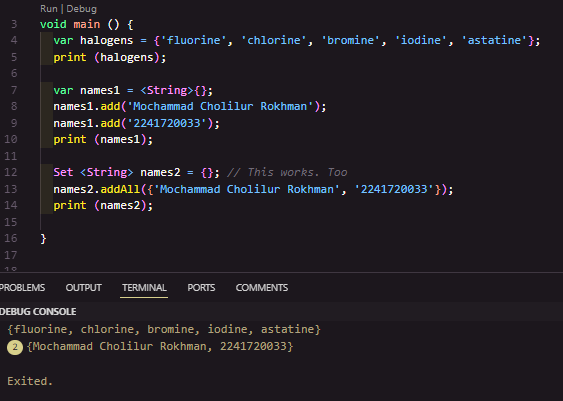 Run | Debug
3 void main () {
4 var halogens = {'fluorine', 'chlorine', 'bromine', 'iodine', 'astatine'};
5 print (halogens);
6
7 var names1 = <String>{};
8 names1.add('Mochammad Cholilur Rokhman');
9 names1.add('2241720033');
10 print (names1);
11
12 Set <String> names2 = {}; // This works. Too
13 names2.addAll({'Mochammad Cholilur Rokhman', '2241720033'});
14 print (names2);
15
16 }
17
18
PROBLEMS OUTPUT TERMINAL PORTS COMMENTS
DEBUG CONSOLE
{fluorine, chlorine, bromine, iodine, astatine}
2 {Mochammad Cholilur Rokhman, 2241720033}
Exited.